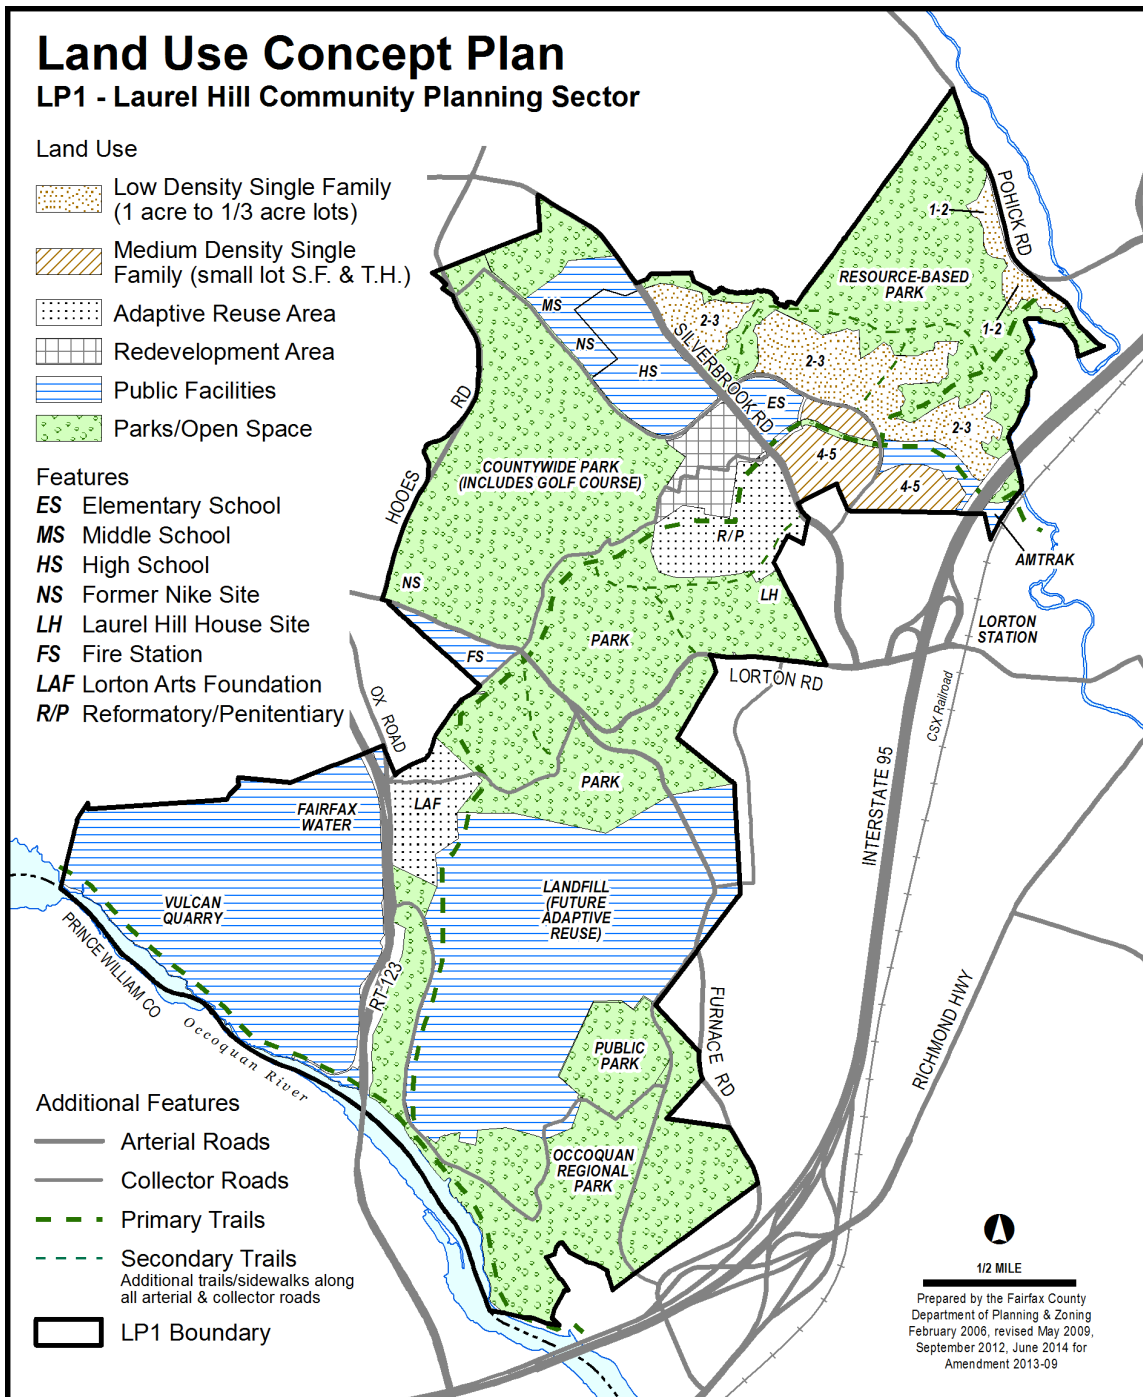 Land Use Concept Plan
LP1 - Laurel Hill Community Planning Sector
Land Use
Low Density Single Family
(1 acre to 1/3 acre lots)
Medium Density Single
Family (small lot S.F. & T.H.)
Adaptive Reuse Area
Redevelopment Area
Public Facilities
Parks/Open Space
Features
ES Elementary School
MS Middle School
HS High School
NS Former Nike Site
LH Laurel Hill House Site
FS Fire Station
LAF Lorton Arts Foundation
R/P Reformatory/Penitentiary
POHICK RD
1-2
RESOURCE-BASED
PARK
1-2
MS
NS
HS
2-3
SILVERBROOK RD
2-3
ES
2-3
4-5
4-5
HOOES
RD
COUNTYWIDE PARK
(INCLUDES GOLF COURSE)
R/P
AMTRAK
NS
LH
LORTON
STATION
PARK
FS
LORTON RD
OX ROAD
CSX Railroad
INTERSTATE 95
PARK
LAF
FAIRFAX
WATER
VULCAN
QUARRY
LANDFILL
(FUTURE
ADAPTIVE
REUSE)
PRINCE WILLIAM CO
Occoquan River
RT 123
FURNACE RD
RICHMOND HWY
PUBLIC
PARK
OCCOQUAN
REGIONAL
PARK
Additional Features
Arterial Roads
Collector Roads
Primary Trails
Secondary Trails
Additional trails/sidewalks along
all arterial & collector roads
LP1 Boundary
1/2 MILE
Prepared by the Fairfax County
Department of Planning & Zoning
February 2006, revised May 2009,
September 2012, June 2014 for
Amendment 2013-09